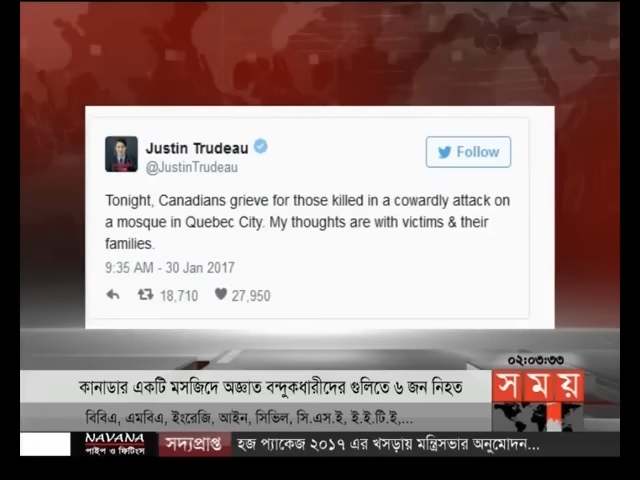 Justin Trudeau
@JustinTrudeau
Follow
Tonight, Canadians grieve for those killed in a cowardly attack on
a mosque in Quebec City. My thoughts are with victims & their
families.
9:35 AM - 30 Jan 2017
18,710 27,950
০২:০৩:৩৩
কানাডার একটি মসজিদে অজ্ঞাত বন্দুকধারীদের গুলিতে ৬ জন নিহত
সময়
বিবিএ, এমবিএ, ইংরেজি, আইন, সিভিল, সি.এস.ই, ই.ই.টি.ই,...
NAVANA
পাইপ ও ফিটিংস
সদ্যপ্রাপ্ত
হজ প্যাকেজ ২০১৭ এর খসড়ায় মন্ত্রিসভার অনুমোদন...